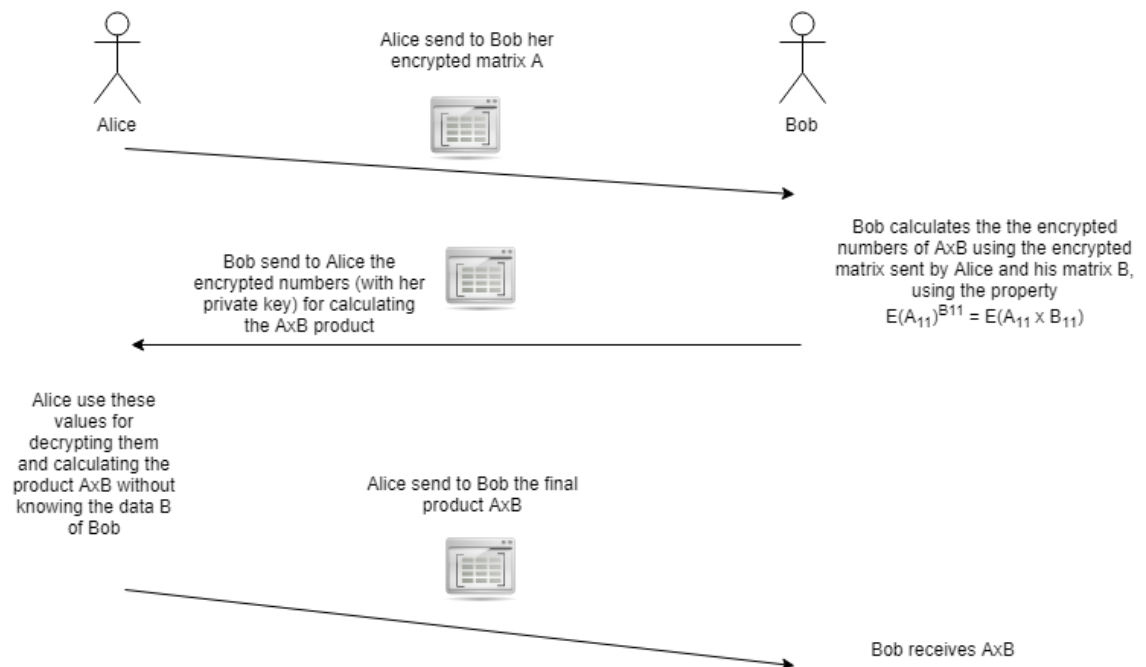 Alice send to Bob her
encrypted matrix A
Alice
Bob
Bob calculates the the encrypted
numbers of AxB using the encrypted
matrix sent by Alice and his matrix B,
using the property
E(A₁₁)ᴮ¹¹ = E(A₁₁ x B₁₁)
Bob send to Alice the
encrypted numbers (with her
private key) for calculating
the AxB product
Alice use these
values for
decrypting them
and calculating the
product AxB without
knowing the data B
of Bob
Alice send to Bob the final
product AxB
Bob receives AxB